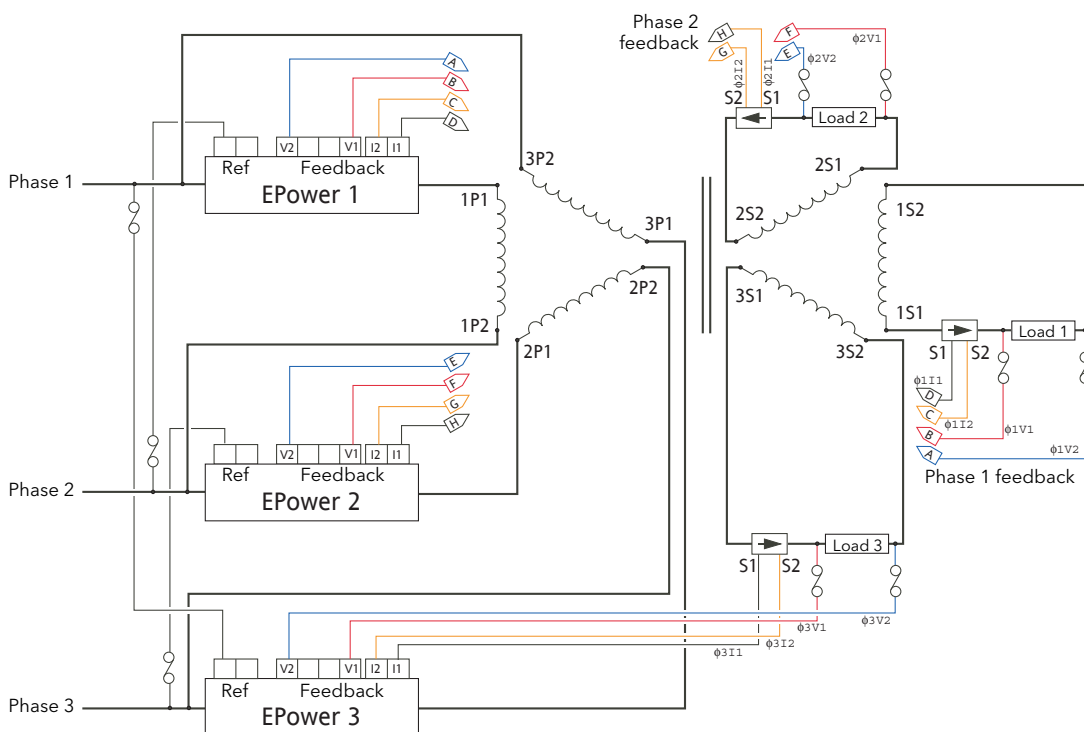 Phase 2
feedback
H
G
F
E
ϕ2V1
ϕ2V2
ϕ2I2
ϕ2I1
S2 S1
Load 2
A
B
C
D
V2 V1 I2 I1
Ref Feedback
EPower 1
Phase 1
3P2
1P1
3P1
2P2
1P2
2P1
2S1
2S2
1S2
3S1
1S1
3S2
Load 1
S1 S2
ϕ1I1
D
C
ϕ1I2
B
ϕ1V1
A
ϕ1V2
Phase 1 feedback
E
F
G
H
V2 V1 I2 I1
Ref Feedback
EPower 2
Phase 2
Load 3
S1 S2
ϕ3V2
ϕ3V1
ϕ3I2
ϕ3I1
V2 V1 I2 I1
Ref Feedback
EPower 3
Phase 3